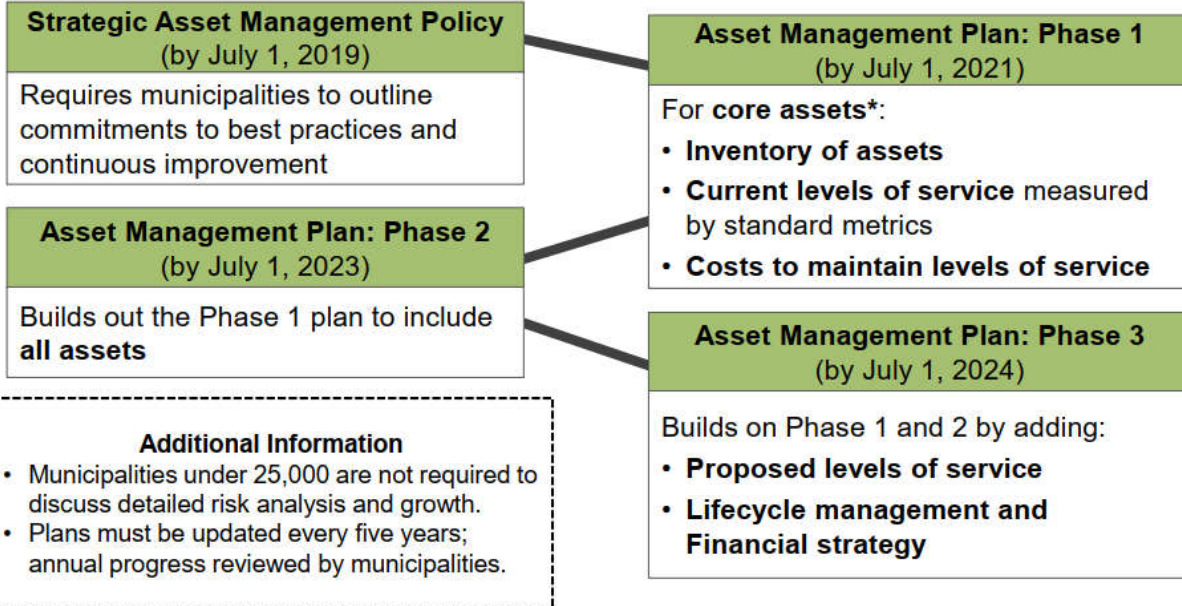 Strategic Asset Management Policy
(by July 1, 2019)
Requires municipalities to outline
commitments to best practices and
continuous improvement
Asset Management Plan: Phase 1
(by July 1, 2021)
For core assets*:
• Inventory of assets
• Current levels of service measured
by standard metrics
• Costs to maintain levels of service
Asset Management Plan: Phase 2
(by July 1, 2023)
Builds out the Phase 1 plan to include
all assets
Asset Management Plan: Phase 3
(by July 1, 2024)
Builds on Phase 1 and 2 by adding:
• Proposed levels of service
• Lifecycle management and
Financial strategy
Additional Information
• Municipalities under 25,000 are not required to
discuss detailed risk analysis and growth.
• Plans must be updated every five years;
annual progress reviewed by municipalities.